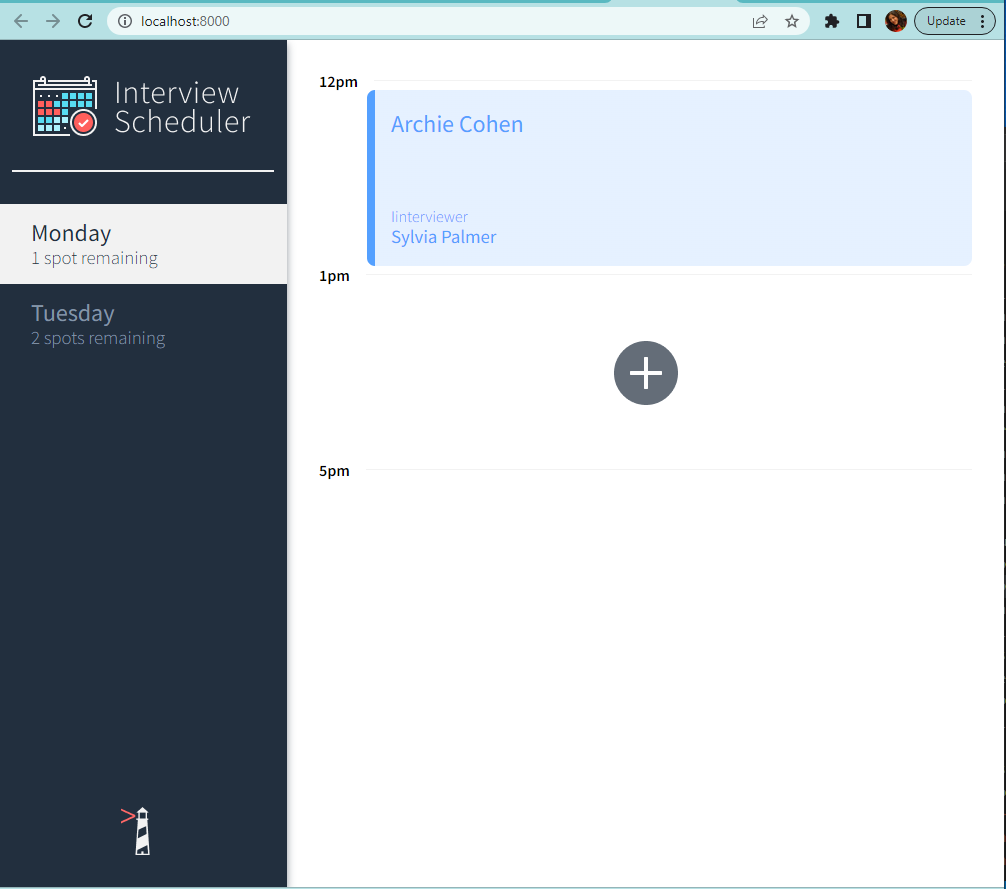 localhost:8000
Update
Interview
Scheduler
Monday
1 spot remaining
Tuesday
2 spots remaining
>
12pm
Archie Cohen
Iinterviewer
Sylvia Palmer
1pm
5pm